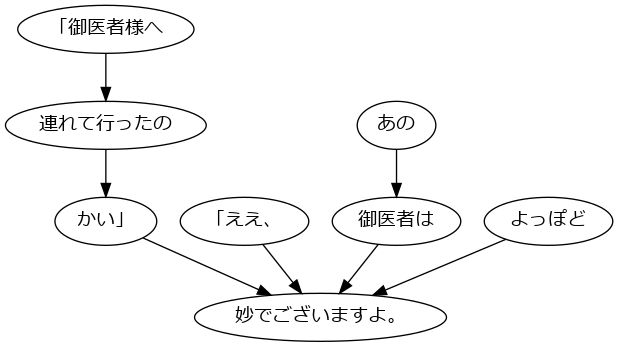 「御医者様へ
連れて行ったの
あの
かい」
「ええ、
御医者は
よっぽど
妙でございますよ。